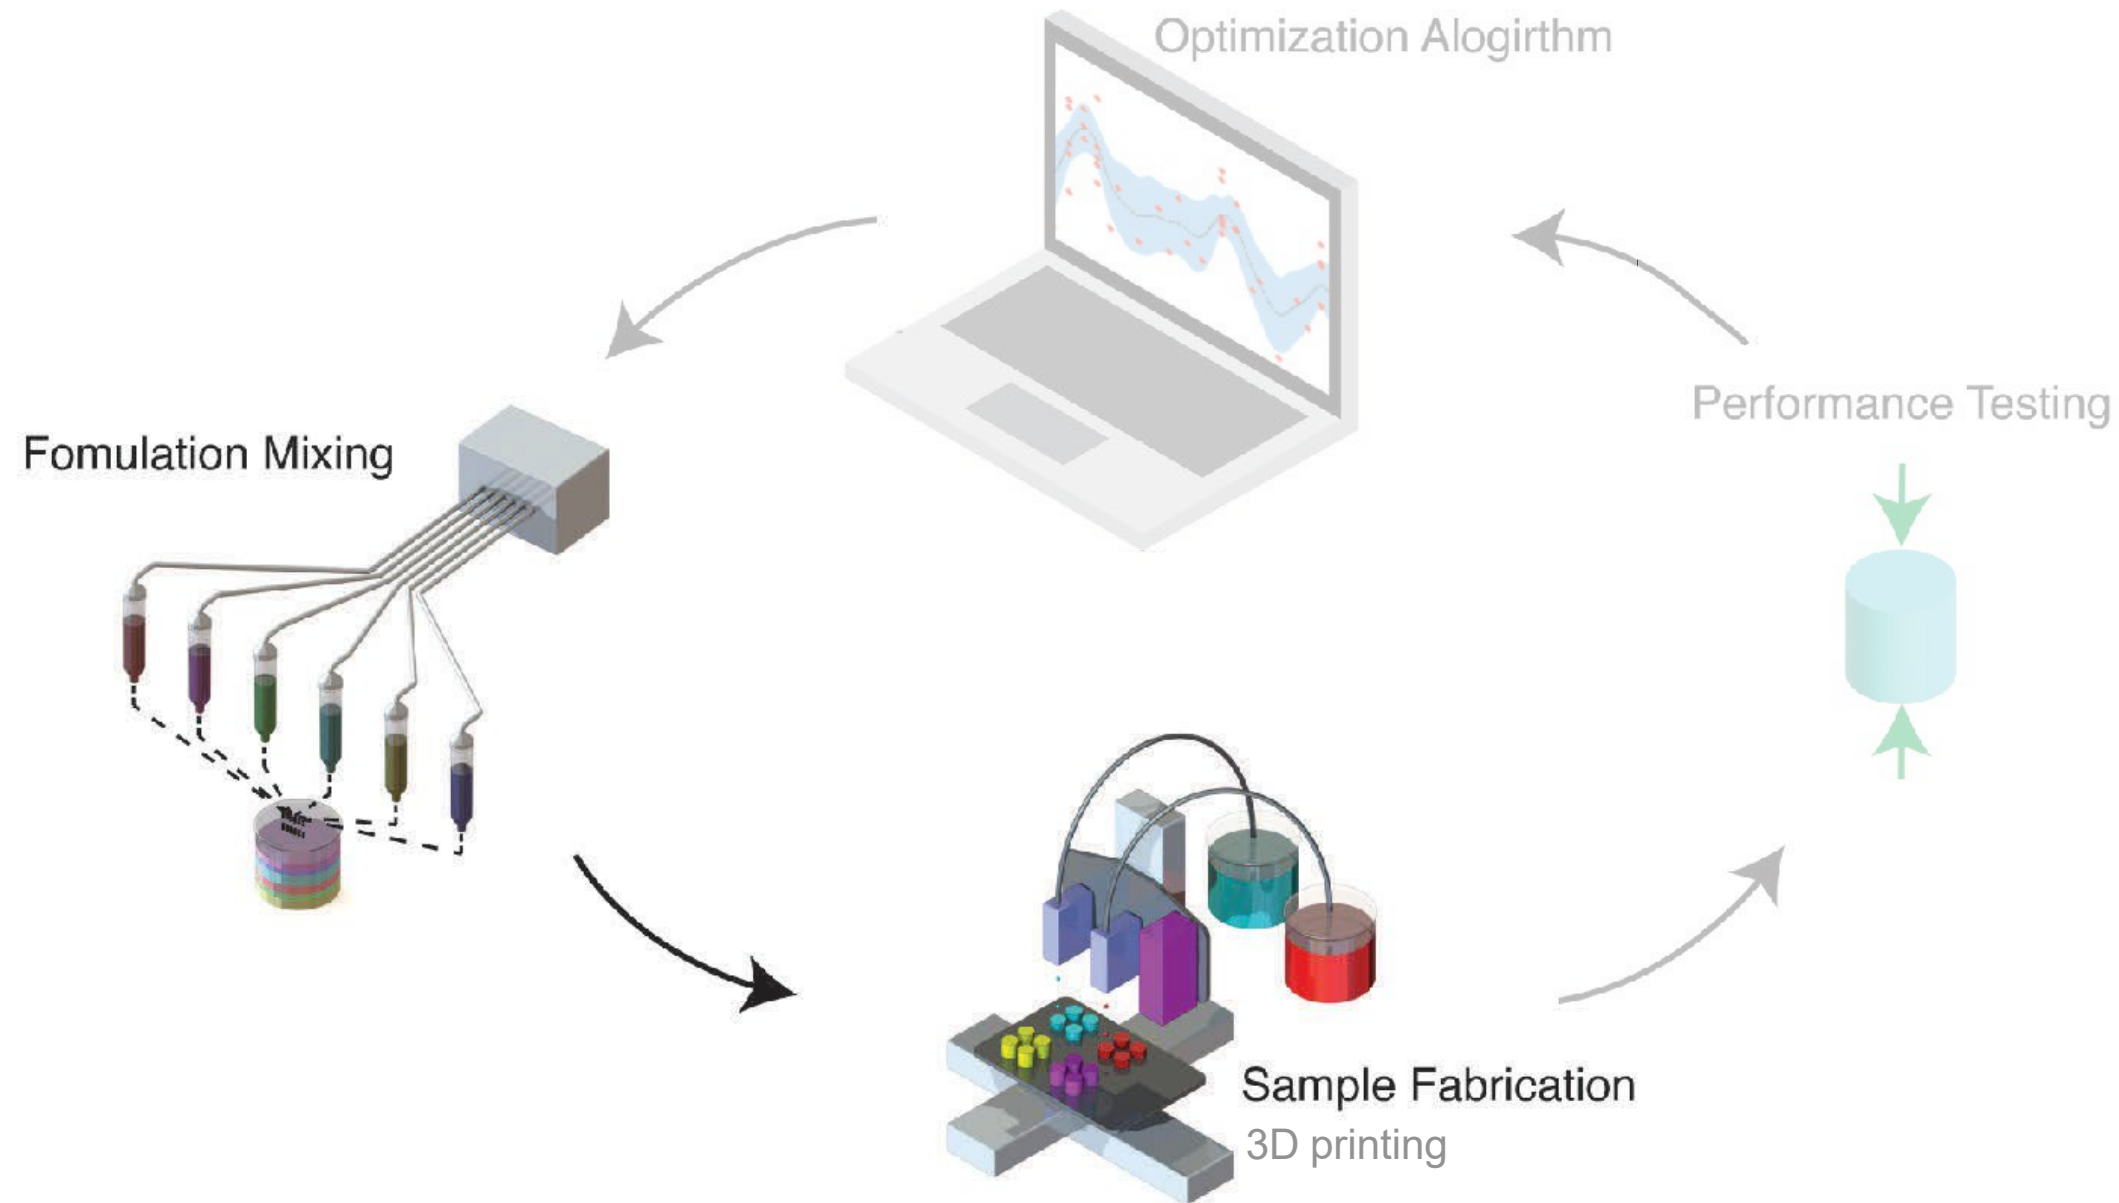 Optimization Alogirthm
Performance Testing
Fomulation Mixing
Sample Fabrication
3D printing